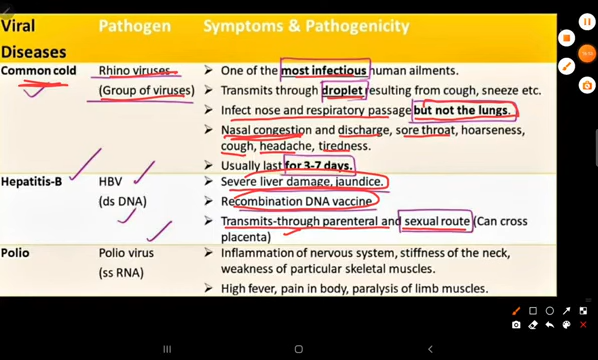 Viral Pathogen Symptoms & Pathogenicity
Diseases
Common cold Rhino viruses ➢ One of the most infectious human ailments.
(Group of viruses) ➢ Transmits through droplet resulting from cough, sneeze etc.
➢ Infect nose and respiratory passage but not the lungs.
➢ Nasal congestion and discharge, sore throat, hoarseness,
cough, headache, tiredness.
➢ Usually last for 3-7 days.
Hepatitis-B HBV ➢ Severe liver damage, jaundice.
(ds DNA) ➢ Recombination DNA vaccine
➢ Transmits-through parenteral and sexual route (Can cross
placenta)
Polio Polio virus ➢ Inflammation of nervous system, stiffness of the neck,
(ss RNA) weakness of particular skeletal muscles.
➢ High fever, pain in body, paralysis of limb muscles.